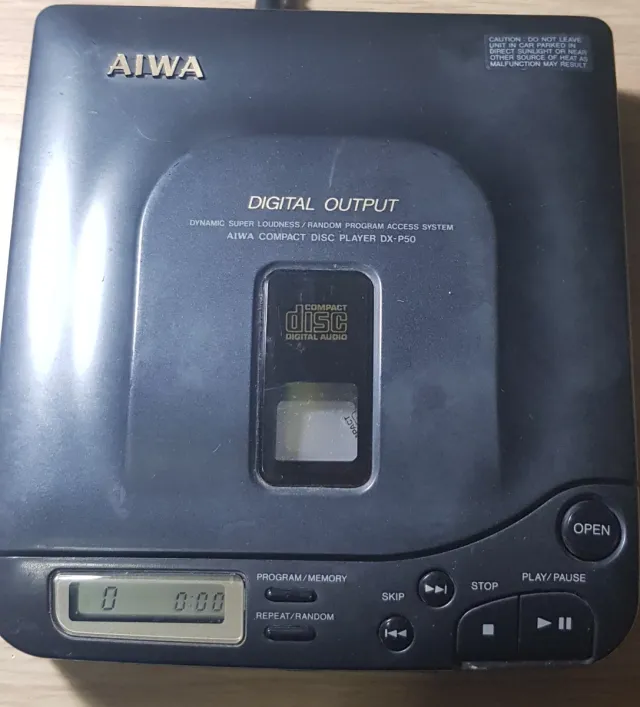 AIWA
CAUTION : DO NOT LEAVE
UNIT IN CAR PARKED IN
DIRECT SUNLIGHT OR NEAR
OTHER SOURCE OF HEAT AS
MALFUNCTION MAY RESULT.
DIGITAL OUTPUT
DYNAMIC SUPER LOUDNESS / RANDOM PROGRAM ACCESS SYSTEM
AIWA COMPACT DISC PLAYER DX-P50
COMPACT
disc
DIGITAL AUDIO
OPEN
0 0:00
PROGRAM/MEMORY
REPEAT/RANDOM
SKIP
STOP
PLAY/PAUSE